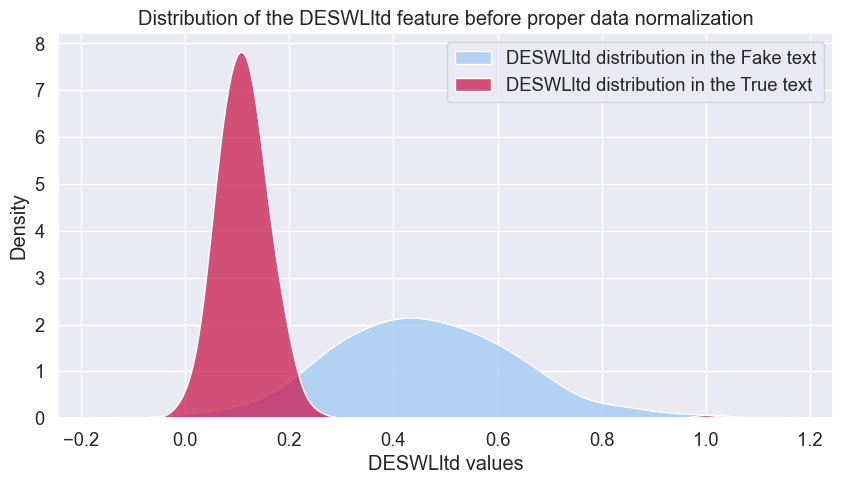 Distribution of the DESWLltd feature before proper data normalization
DESWLltd distribution in the Fake text
DESWLltd distribution in the True text
Density
8
7
6
5
4
3
2
1
0
−0.2 0.0 0.2 0.4 0.6 0.8 1.0 1.2
DESWLltd values